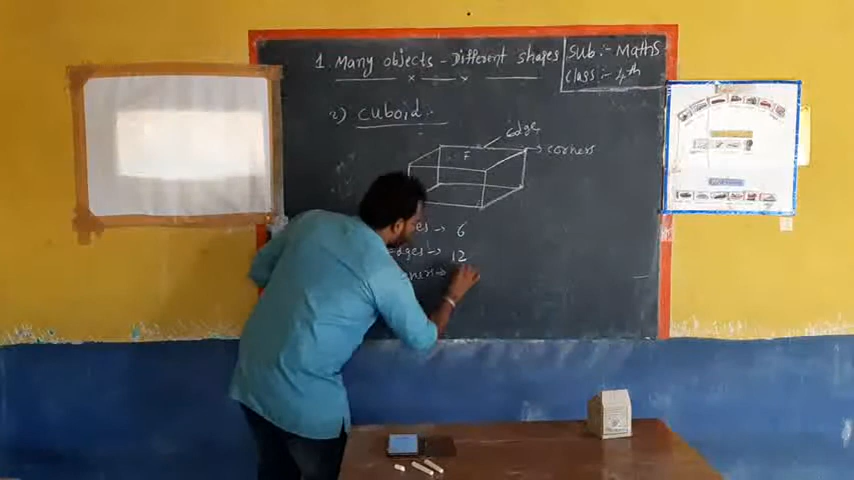 1. Many objects - Different shapes
Sub :- Maths
Class :- 4th
2) Cuboid :-
Edge
F
corners
→ 6
→ 12